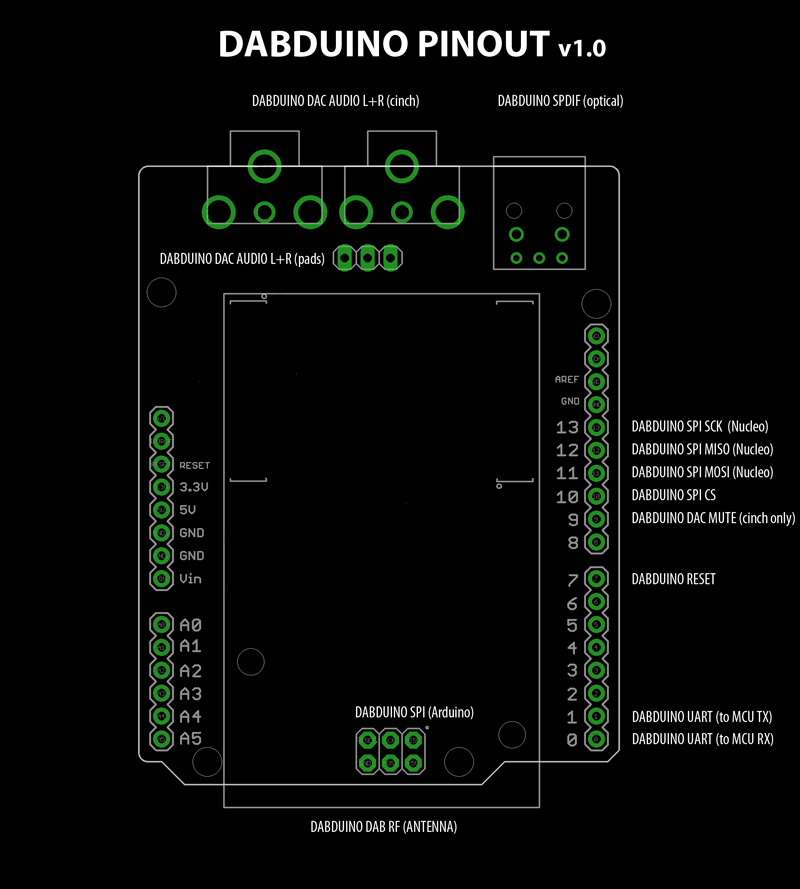 DABDUINO PINOUT v1.0
DABDUINO DAC AUDIO L+R (cinch)
DABDUINO SPDIF (optical)
DABDUINO DAC AUDIO L+R (pads)
AREF
GND
13 DABDUINO SPI SCK (Nucleo)
12 DABDUINO SPI MISO (Nucleo)
11 DABDUINO SPI MOSI (Nucleo)
10 DABDUINO SPI CS
9 DABDUINO DAC MUTE (cinch only)
8
7 DABDUINO RESET
6
5
4
3
2
1 DABDUINO UART (to MCU TX)
0 DABDUINO UART (to MCU RX)
RESET
3.3V
5V
GND
GND
Vin
A0
A1
A2
A3
A4
A5
DABDUINO SPI (Arduino)
DABDUINO DAB RF (ANTENNA)